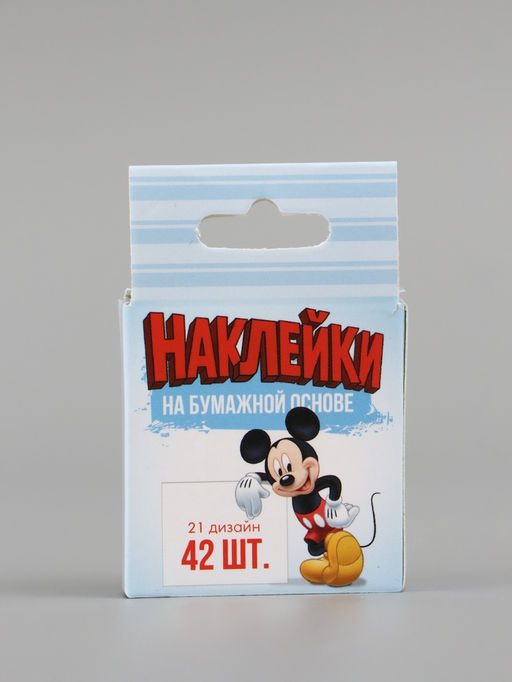 НАКЛЕЙКИ
НА БУМАЖНОЙ ОСНОВЕ
21 дизайн
42 ШТ.